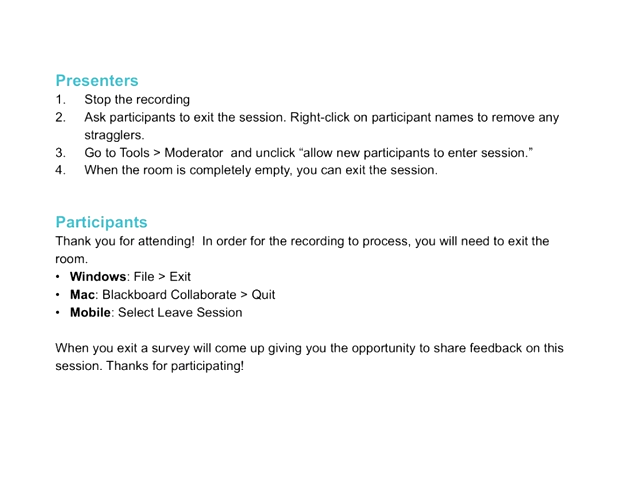 Presenters
1. Stop the recording
2. Ask participants to exit the session. Right-click on participant names to remove any
stragglers.
3. Go to Tools > Moderator and unclick “allow new participants to enter session.”
4. When the room is completely empty, you can exit the session.
Participants
Thank you for attending! In order for the recording to process, you will need to exit the
room.
• Windows: File > Exit
• Mac: Blackboard Collaborate > Quit
• Mobile: Select Leave Session
When you exit a survey will come up giving you the opportunity to share feedback on this
session. Thanks for participating!